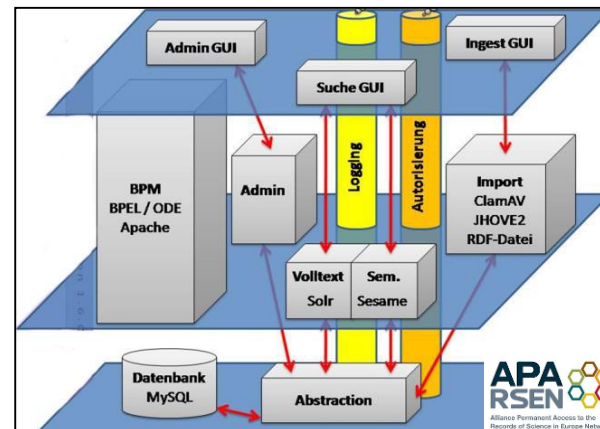 Admin GUI
Suche GUI
Ingest GUI
Logging
Autorisierung
BPM
BPEL / ODE
Apache
Admin
Import
ClamAV
JHOVE2
RDF-Datei
Volltext
Solr
Sem.
Sesame
Datenbank
MySQL
Abstraction
APA
RSEN
Alliance Permanent Access to the
Records of Science in Europe Netw